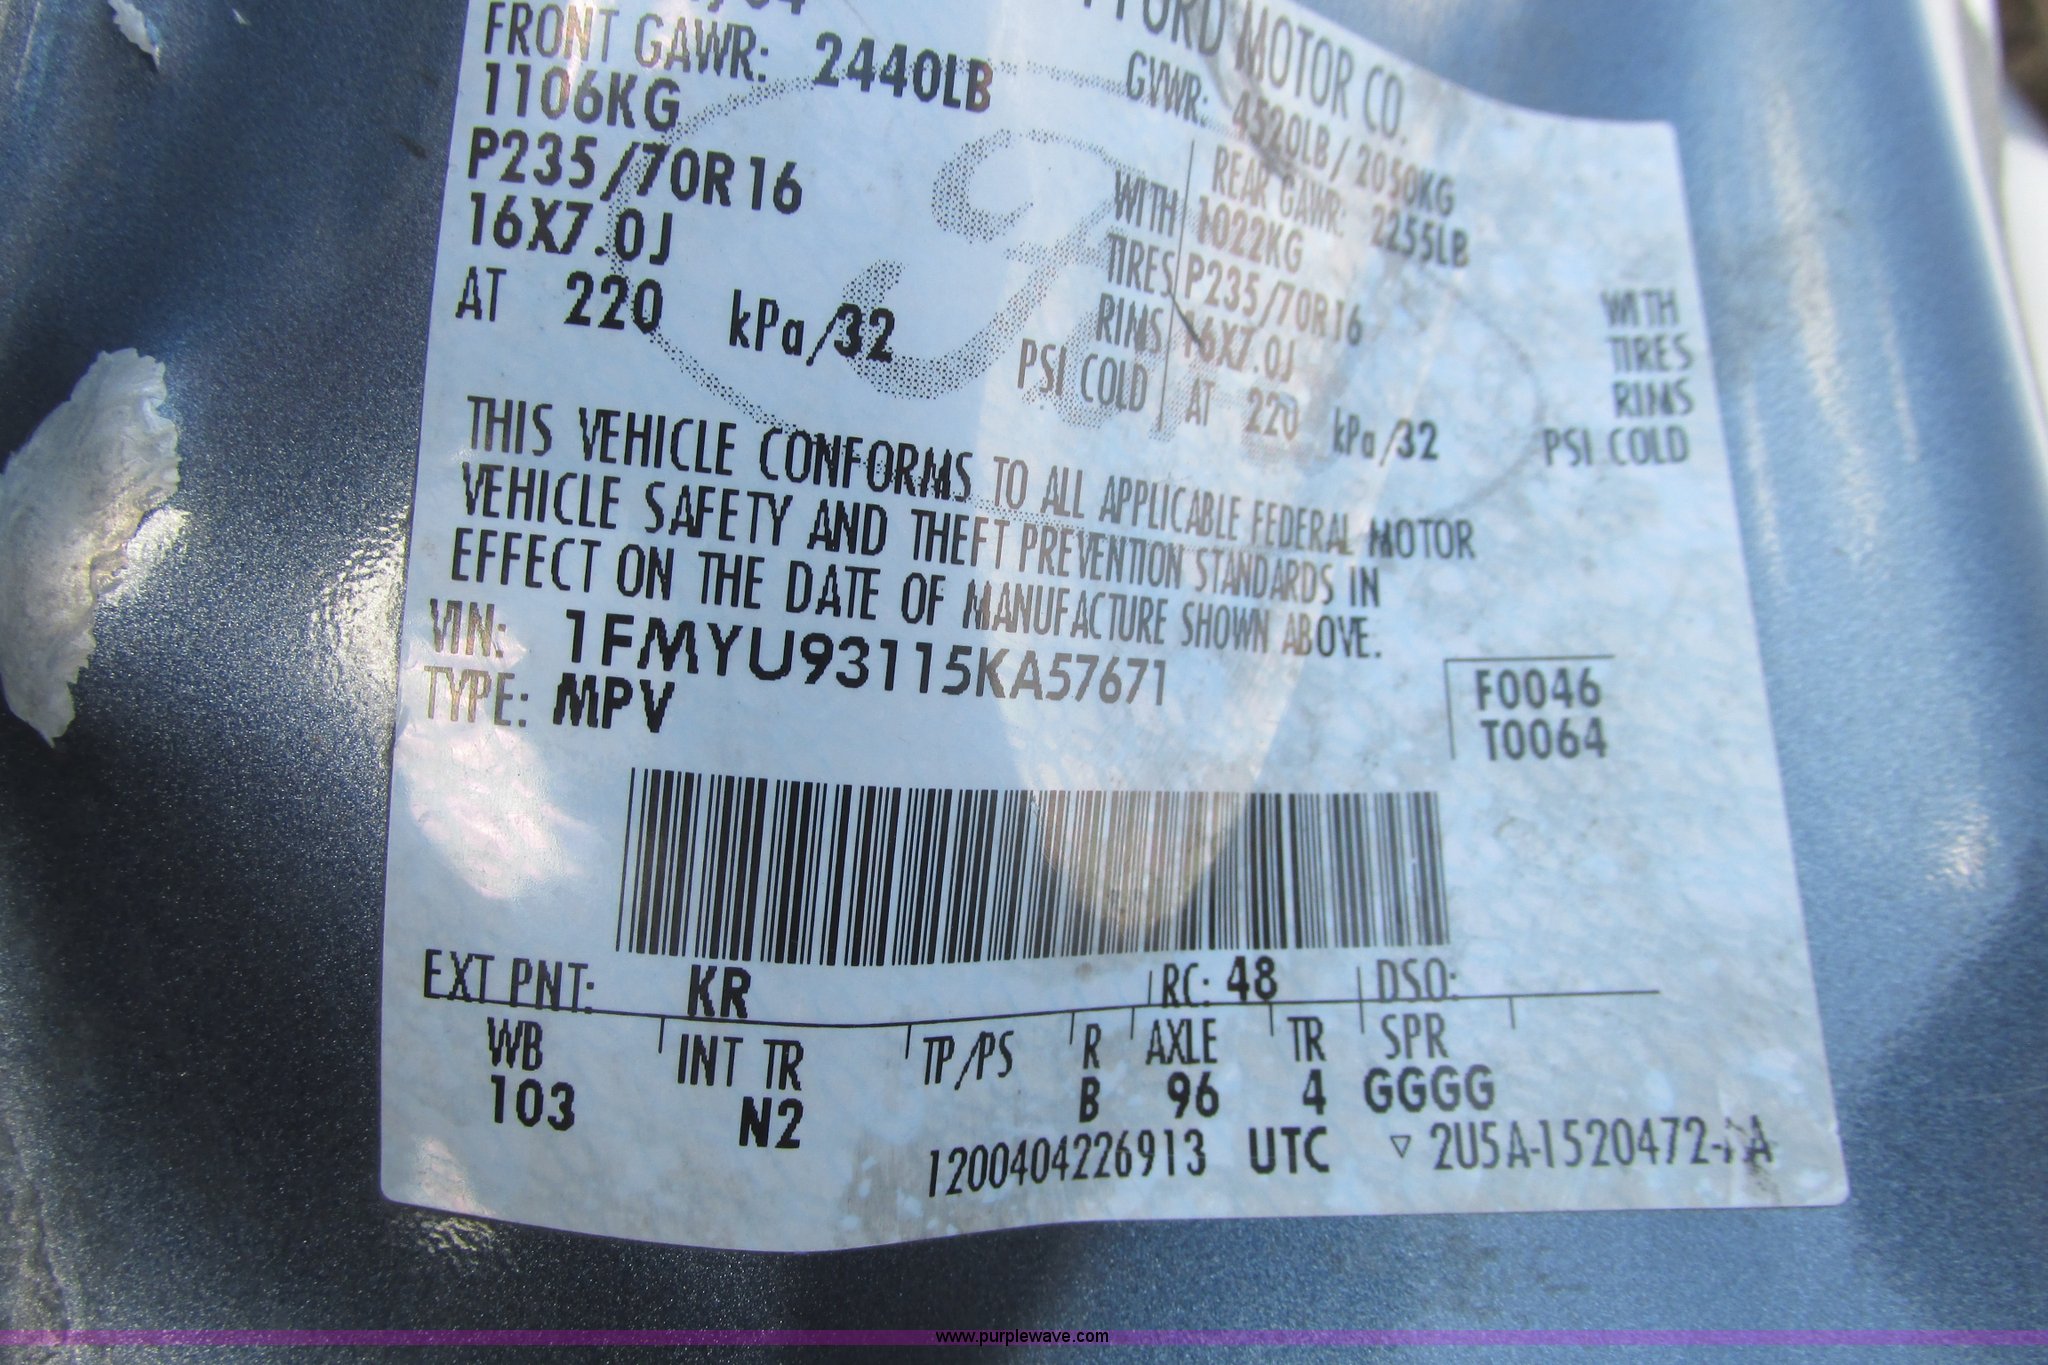 FORD MOTOR CO.
FRONT GAWR: 2440LB GVWR: 4520LB / 2050KG
1106KG WITH REAR GAWR: 2255LB
P235/70R16 TIRES 1022KG WITH
16X7.0J RIMS P235/70R16 TIRES
AT 220 kPa/32 PSI COLD 16X7.0J RIMS
AT 220 kPa/32 PSI COLD
THIS VEHICLE CONFORMS TO ALL APPLICABLE FEDERAL MOTOR
VEHICLE SAFETY AND THEFT PREVENTION STANDARDS IN
EFFECT ON THE DATE OF MANUFACTURE SHOWN ABOVE.
VIN: 1FMYU93115KA57671
TYPE: MPV
F0046
T0064
EXT PNT: KR RC: 48 DSO:
WB INT TR TP/PS R AXLE TR SPR
103 N2 B 96 4 GGGG
1200404226913 UTC ▽ 2U5A-1520472-AA
www.purplewave.com